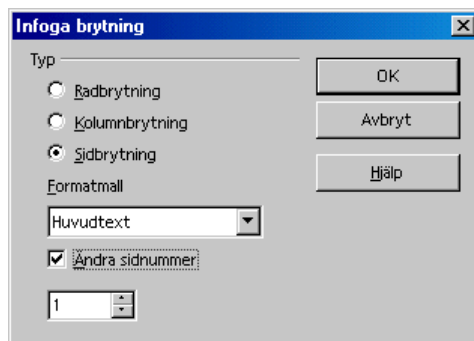 Infoga brytning
Typ
Radbrytning
Kolumnbrytning
Sidbrytning
Formatmall
Huvudtext
Ändra sidnummer
1
OK
Avbryt
Hjälp